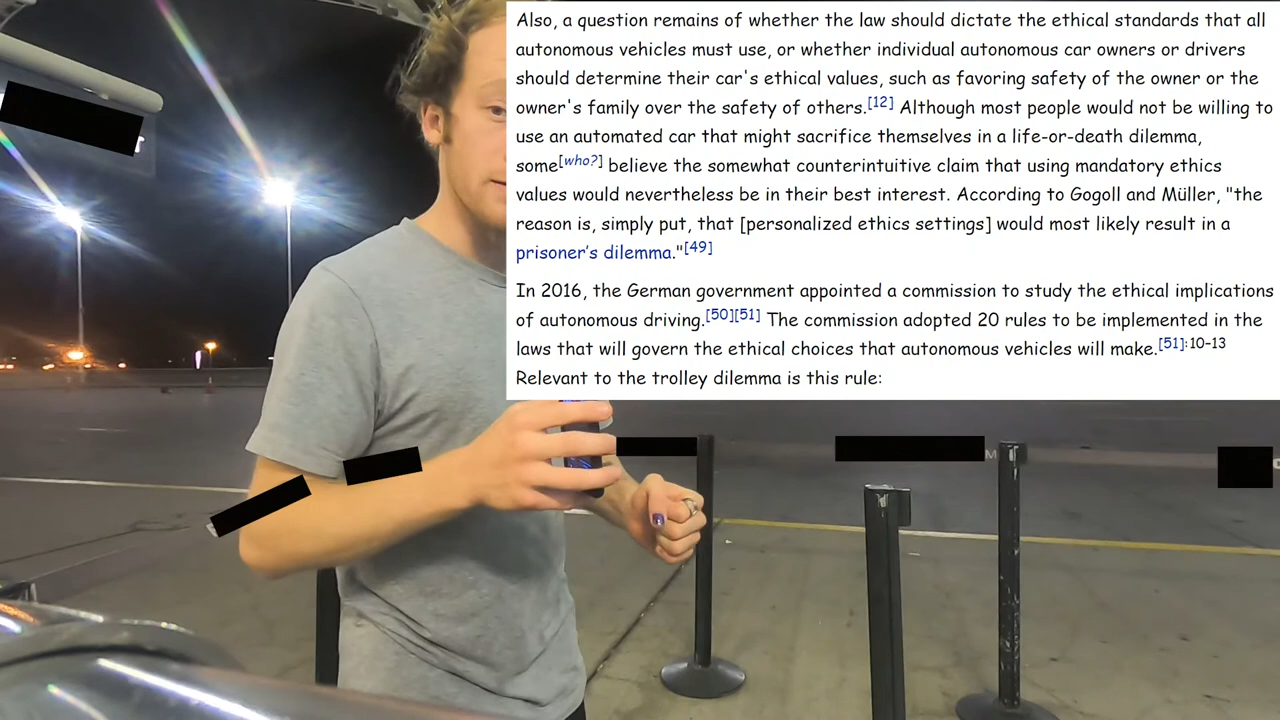 Also, a question remains of whether the law should dictate the ethical standards that all
autonomous vehicles must use, or whether individual autonomous car owners or drivers
should determine their car's ethical values, such as favoring safety of the owner or the
owner's family over the safety of others.[12] Although most people would not be willing to
use an automated car that might sacrifice themselves in a life-or-death dilemma,
some[who?] believe the somewhat counterintuitive claim that using mandatory ethics
values would nevertheless be in their best interest. According to Gogoll and Müller, "the
reason is, simply put, that [personalized ethics settings] would most likely result in a
prisoner's dilemma."[49]
In 2016, the German government appointed a commission to study the ethical implications
of autonomous driving.[50][51] The commission adopted 20 rules to be implemented in the
laws that will govern the ethical choices that autonomous vehicles will make.[51]:10–13
Relevant to the trolley dilemma is this rule: